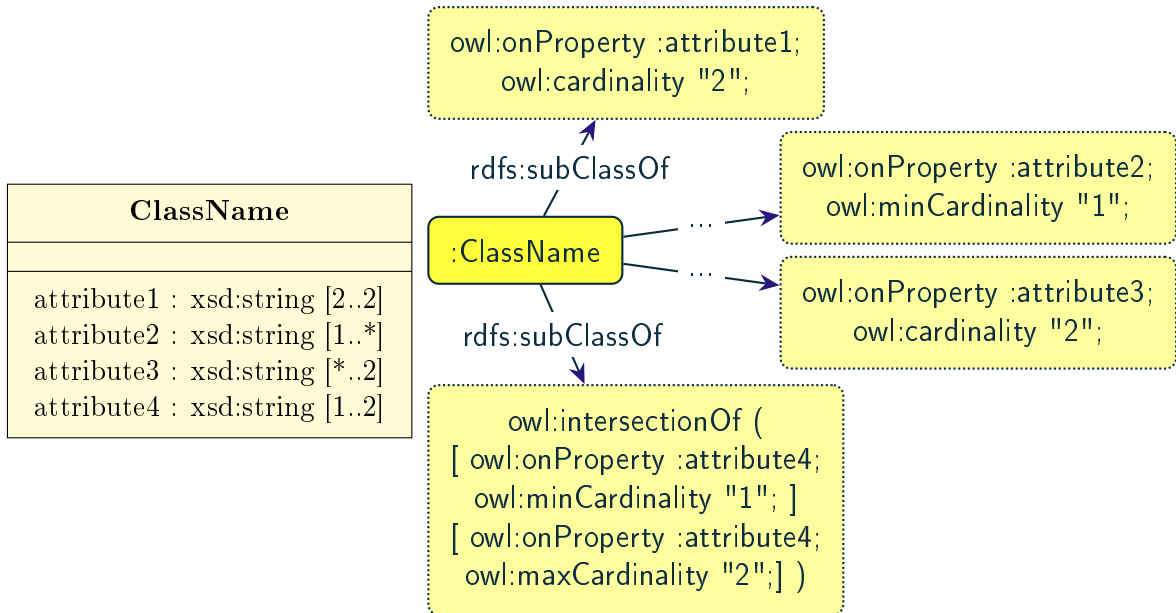 ClassName
attribute1 : xsd:string [2..2]
attribute2 : xsd:string [1..*]
attribute3 : xsd:string [*..2]
attribute4 : xsd:string [1..2]
owl:onProperty :attribute1;
owl:cardinality "2";
rdfs:subClassOf
:ClassName
...
owl:onProperty :attribute2;
owl:minCardinality "1";
...
owl:onProperty :attribute3;
owl:cardinality "2";
rdfs:subClassOf
owl:intersectionOf (
[ owl:onProperty :attribute4;
owl:minCardinality "1"; ]
[ owl:onProperty :attribute4;
owl:maxCardinality "2";] )